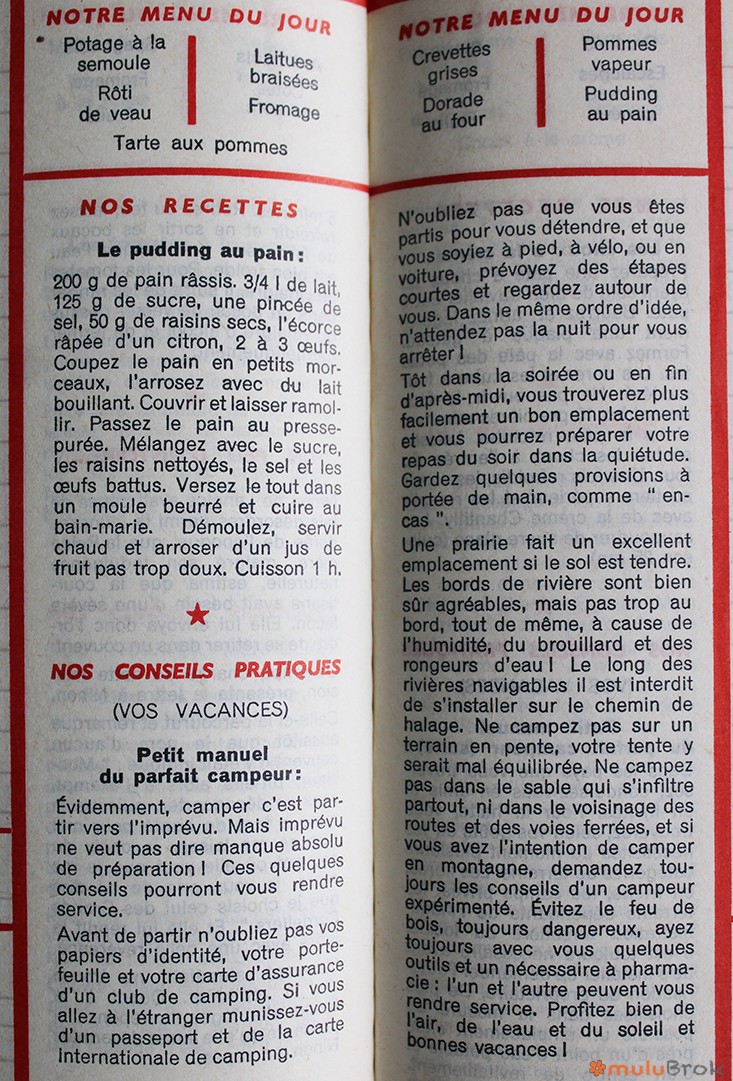 NOTRE MENU DU JOUR
Potage à la
semoule
Rôti
de veau
Laitues
braisées
Fromage
Tarte aux pommes
NOS RECETTES
Le pudding au pain :
200 g de pain râssis. 3/4 l de lait,
125 g de sucre, une pincée de
sel, 50 g de raisins secs, l'écorce
râpée d'un citron, 2 à 3 œufs.
Coupez le pain en petits mor-
ceaux, l'arrosez avec du lait
bouillant. Couvrir et laisser ramol-
lir. Passez le pain au presse-
purée. Mélangez avec le sucre,
les raisins nettoyés, le sel et les
œufs battus. Versez le tout dans
un moule beurré et cuire au
bain-marie. Démoulez, servir
chaud et arroser d'un jus de
fruit pas trop doux. Cuisson 1 h.
NOS CONSEILS PRATIQUES
(VOS VACANCES)
Petit manuel
du parfait campeur :
Évidemment, camper c'est par-
tir vers l'imprévu. Mais imprévu
ne veut pas dire manque absolu
de préparation ! Ces quelques
conseils pourront vous rendre
service.
Avant de partir n'oubliez pas vos
papiers d'identité, votre porte-
feuille et votre carte d'assurance
d'un club de camping. Si vous
allez à l'étranger munissez-vous
d'un passeport et de la carte
internationale de camping.
NOTRE MENU DU JOUR
Crevettes
grises
Dorade
au four
Pommes
vapeur
Pudding
au pain
N'oubliez pas que vous êtes
partis pour vous détendre, et que
vous soyiez à pied, à vélo, ou en
voiture, prévoyez des étapes
courtes et regardez autour de
vous. Dans le même ordre d'idée,
n'attendez pas la nuit pour vous
arrêter !
Tôt dans la soirée ou en fin
d'après-midi, vous trouverez plus
facilement un bon emplacement
et vous pourrez préparer votre
repas du soir dans la quiétude.
Gardez quelques provisions à
portée de main, comme " en-
cas ".
Une prairie fait un excellent
emplacement si le sol est tendre.
Les bords de rivière sont bien
sûr agréables, mais pas trop au
bord, tout de même, à cause de
l'humidité, du brouillard et des
rongeurs d'eau ! Le long des
rivières navigables il est interdit
de s'installer sur le chemin de
halage. Ne campez pas sur un
terrain en pente, votre tente y
serait mal équilibrée. Ne campez
pas dans le sable qui s'infiltre
partout, ni dans le voisinage des
routes et des voies ferrées, et si
vous avez l'intention de camper
en montagne, demandez tou-
jours les conseils d'un campeur
expérimenté. Évitez le feu de
bois, toujours dangereux, ayez
toujours avec vous quelques
outils et un nécessaire à pharma-
cie : l'un et l'autre peuvent vous
rendre service. Profitez bien de
l'air, de l'eau et du soleil et
bonnes vacances !
muluBrok